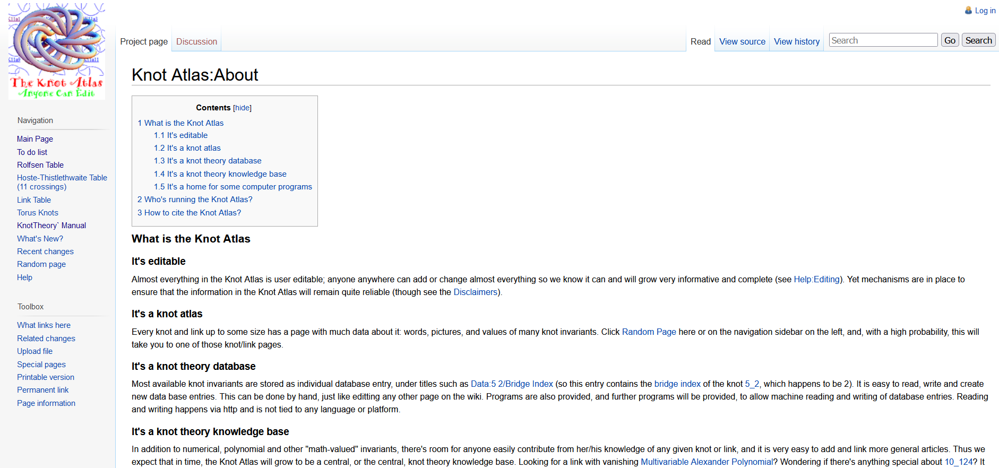 The Knot Atlas
Anyone Can Edit
Log in
Project page
Discussion
Read
View source
View history
Search
Go
Search
Navigation
Main Page
To do list
Rolfsen Table
Hoste-Thistlethwaite Table
(11 crossings)
Link Table
Torus Knots
KnotTheory` Manual
What's New?
Recent changes
Random page
Help
Toolbox
What links here
Related changes
Upload file
Special pages
Printable version
Permanent link
Page information
Knot Atlas:About
Contents [hide]
1 What is the Knot Atlas
1.1 It's editable
1.2 It's a knot atlas
1.3 It's a knot theory database
1.4 It's a knot theory knowledge base
1.5 It's a home for some computer programs
2 Who's running the Knot Atlas?
3 How to cite the Knot Atlas?
What is the Knot Atlas
It's editable
Almost everything in the Knot Atlas is user editable; anyone anywhere can add or change almost everything so we know it can and will grow very informative and complete (see Help:Editing). Yet mechanisms are in place to
ensure that the information in the Knot Atlas will remain quite reliable (though see the Disclaimers).
It's a knot atlas
Every knot and link up to some size has a page with much data about it: words, pictures, and values of many knot invariants. Click Random Page here or on the navigation sidebar on the left, and, with a high probability, this will
take you to one of those knot/link pages.
It's a knot theory database
Most available knot invariants are stored as individual database entry, under titles such as Data:5 2/Bridge Index (so this entry contains the bridge index of the knot 5_2, which happens to be 2). It is easy to read, write and create
new data base entries. This can be done by hand, just like editting any other page on the wiki. Programs are also provided, and further programs will be provided, to allow machine reading and writing of database entries. Reading
and writing happens via http and is not tied to any language or platform.
It's a knot theory knowledge base
In addition to numerical, polynomial and other "math-valued" invariants, there's room for anyone easily contribute from her/his knowledge of any given knot or link, and it is very easy to add and link more general articles. Thus we
expect that in time, the Knot Atlas will grow to be a central, or the central, knot theory knowledge base. Looking for a link with vanishing Multivariable Alexander Polynomial? Wondering if there's anything special about 10_124? It